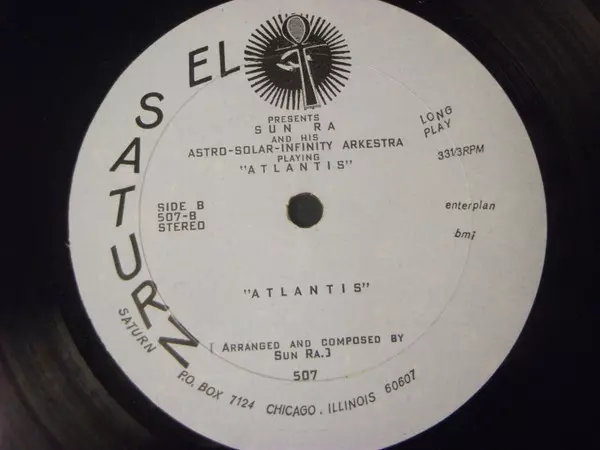 EL
SATURN
PRESENTS
SUN RA
AND HIS
ASTRO-SOLAR-INFINITY ARKESTRA
PLAYING
"ATLANTIS"
LONG
PLAY
33 1/3 RPM
SIDE B
507-B
STEREO
enterplan
bmi
"ATLANTIS"
[ ARRANGED AND COMPOSED BY
SUN RA.]
507
SATURN
P.O. BOX 7124 CHICAGO. ILLINOIS 60607